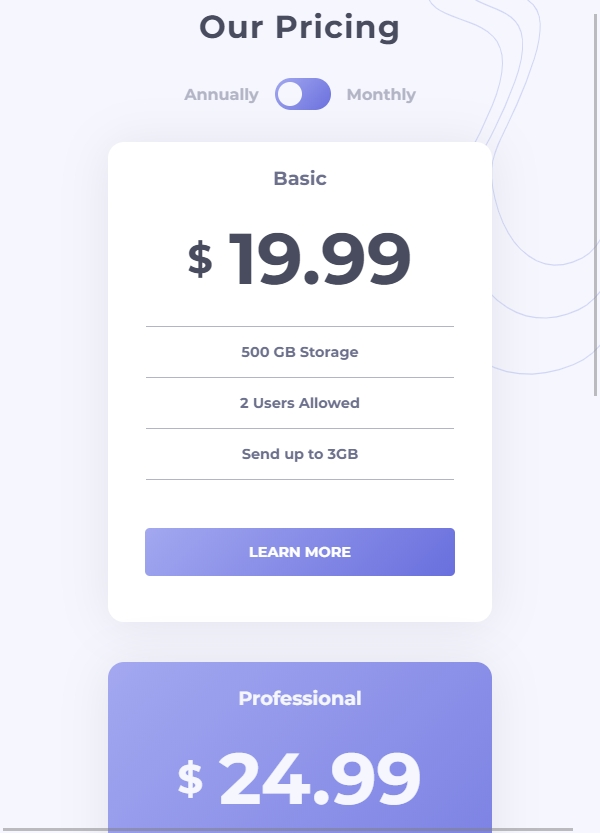 Our Pricing
Annually Monthly
Basic
$ 19.99
500 GB Storage
2 Users Allowed
Send up to 3GB
LEARN MORE
Professional
$ 24.99